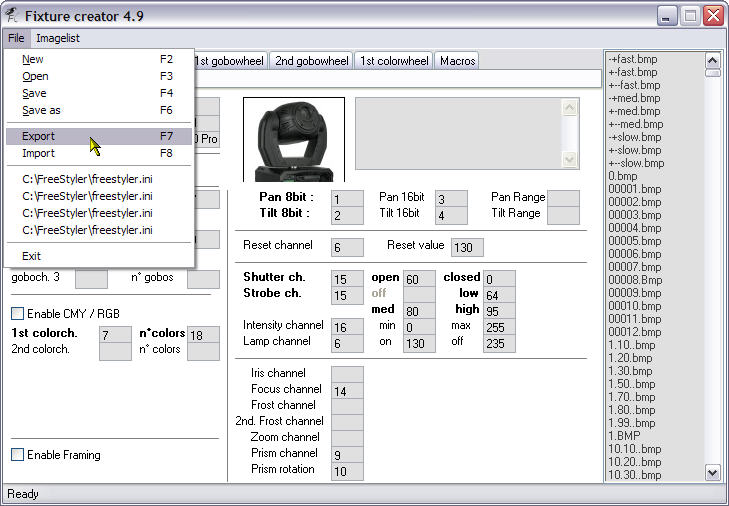 Fixture creator 4.9
File Imagelist
New F2
Open F3
Save F4
Save as F6
Export F7
Import F8
C:\FreeStyler\freestyler.ini
C:\FreeStyler\freestyler.ini
C:\FreeStyler\freestyler.ini
C:\FreeStyler\freestyler.ini
Exit
1st gobowheel 2nd gobowheel 1st colorwheel Macros
0 Pro
goboch. 3 n° gobos
Enable CMY / RGB
1st colorch. 7 n°colors 18
2nd colorch. n° colors
Enable Framing
Pan 8bit : 1 Pan 16bit 3 Pan Range
Tilt 8bit : 2 Tilt 16bit 4 Tilt Range
Reset channel 6 Reset value 130
Shutter ch. 15 open 60 closed 0
Strobe ch. 15 off low 64
med 80 high 95
Intensity channel 16 min 0 max 255
Lamp channel 6 on 130 off 235
Iris channel
Focus channel 14
Frost channel
2nd. Frost channel
Zoom channel
Prism channel 9
Prism rotation 10
-+fast.bmp
+-fast.bmp
+--fast.bmp
-+med.bmp
+-med.bmp
+--med.bmp
-+slow.bmp
+-slow.bmp
+--slow.bmp
0.bmp
00001.bmp
00002.bmp
00003.bmp
00004.bmp
00005.bmp
00006.bmp
00007.bmp
00008.Bmp
00009.bmp
00010.bmp
00011.bmp
00012.bmp
1.10..bmp
1.20.bmp
1.30.bmp
1.50..bmp
1.70..bmp
1.80..bmp
1.99..bmp
1.BMP
10.10..bmp
10.20..bmp
10.30..bmp
Ready